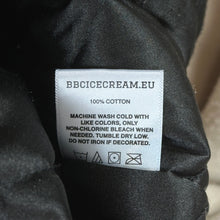 BBCICECREAM.EU
100% COTTON
MACHINE WASH COLD WITH
LIKE COLORS, ONLY
NON-CHLORINE BLEACH WHEN
NEEDED. TUMBLE DRY LOW.
DO NOT IRON IF DECORATED.